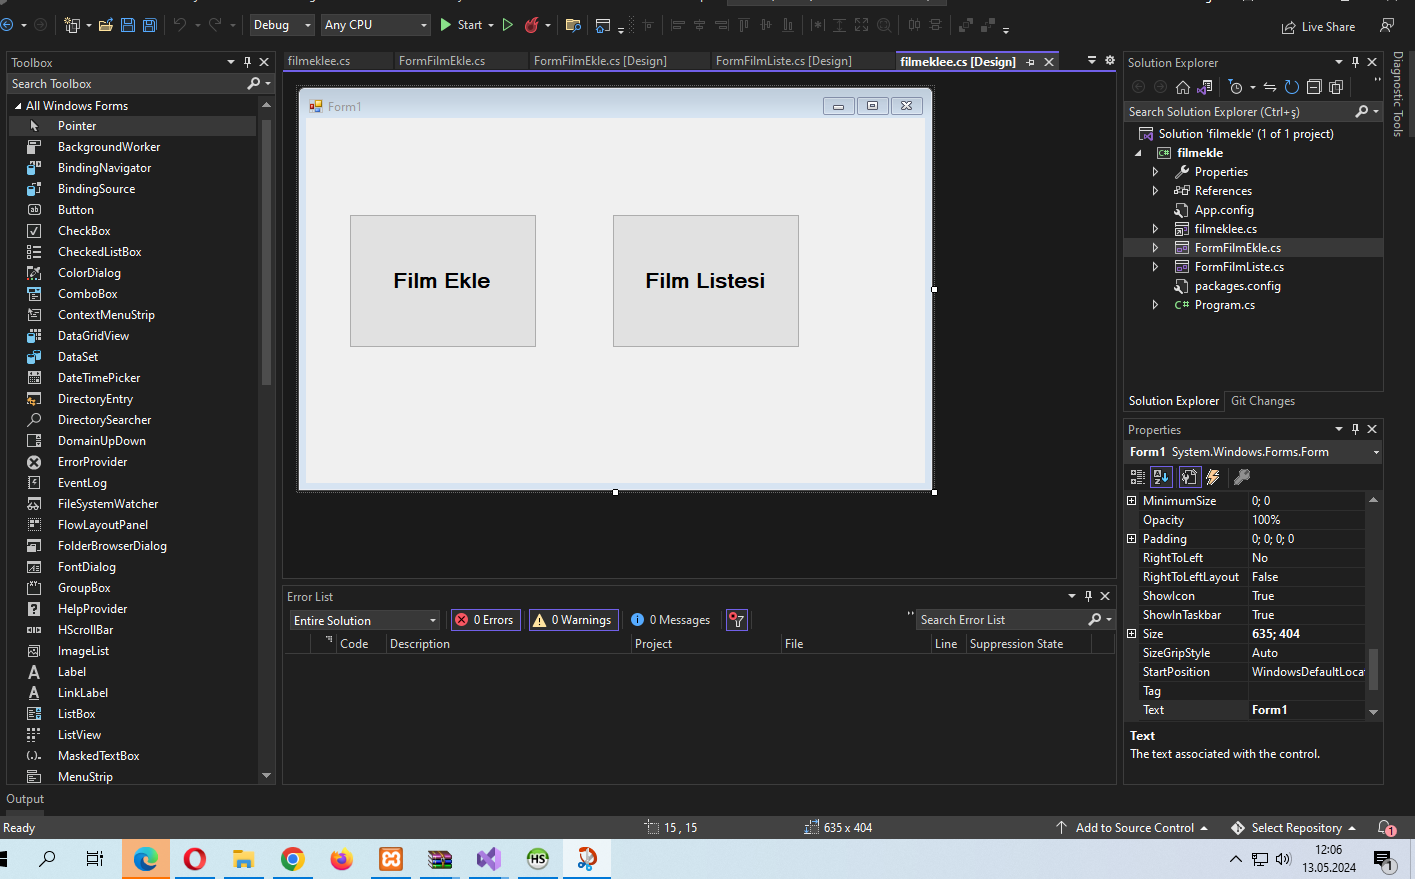 Debug
Any CPU
Start
Live Share
Toolbox
Search Toolbox
All Windows Forms
Pointer
BackgroundWorker
BindingNavigator
BindingSource
Button
CheckBox
CheckedListBox
ColorDialog
ComboBox
ContextMenuStrip
DataGridView
DataSet
DateTimePicker
DirectoryEntry
DirectorySearcher
DomainUpDown
ErrorProvider
EventLog
FileSystemWatcher
FlowLayoutPanel
FolderBrowserDialog
FontDialog
GroupBox
HelpProvider
HScrollBar
ImageList
Label
LinkLabel
ListBox
ListView
MaskedTextBox
MenuStrip
filmeklee.cs
FormFilmEkle.cs
FormFilmEkle.cs [Design]
FormFilmListe.cs [Design]
filmeklee.cs [Design]
Form1
Film Ekle
Film Listesi
Error List
Entire Solution
0 Errors
0 Warnings
0 Messages
Search Error List
Code
Description
Project
File
Line
Suppression State
Solution Explorer
Search Solution Explorer (Ctrl+ş)
Solution 'filmekle' (1 of 1 project)
filmekle
Properties
References
App.config
filmeklee.cs
FormFilmEkle.cs
FormFilmListe.cs
packages.config
Program.cs
Solution Explorer
Git Changes
Diagnostic Tools
Properties
Form1 System.Windows.Forms.Form
MinimumSize 0; 0
Opacity 100%
Padding 0; 0; 0; 0
RightToLeft No
RightToLeftLayout False
ShowIcon True
ShowInTaskbar True
Size 635; 404
SizeGripStyle Auto
StartPosition WindowsDefaultLoca
Tag
Text Form1
Text
The text associated with the control.
Output
Ready
15 , 15
635 x 404
Add to Source Control
Select Repository
1
HS
12:06
13.05.2024
1